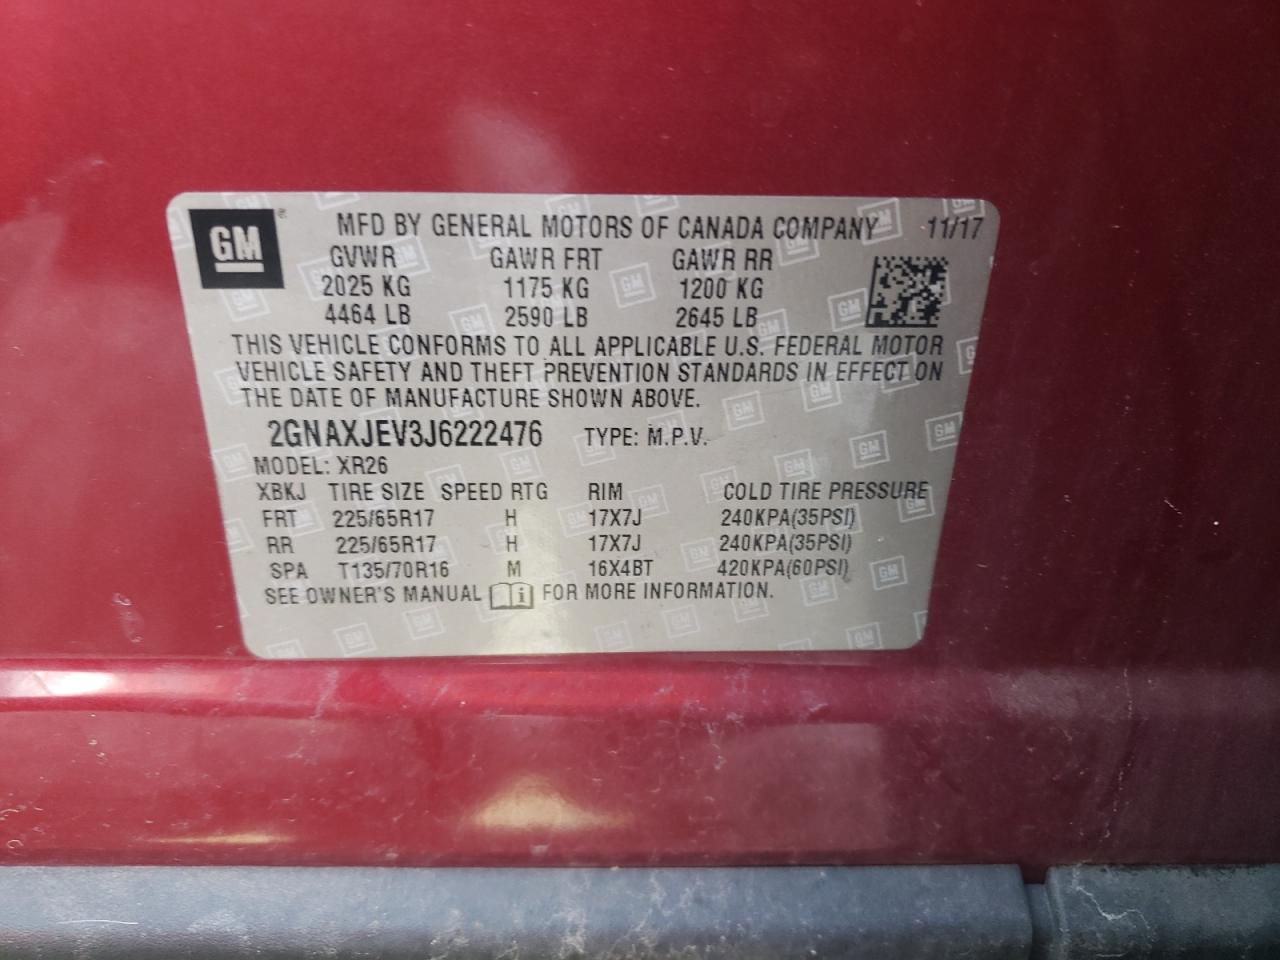 GM MFD BY GENERAL MOTORS OF CANADA COMPANY 11/17
GVWR GAWR FRT GAWR RR
2025 KG 1175 KG 1200 KG
4464 LB 2590 LB 2645 LB
THIS VEHICLE CONFORMS TO ALL APPLICABLE U.S. FEDERAL MOTOR
VEHICLE SAFETY AND THEFT PREVENTION STANDARDS IN EFFECT ON
THE DATE OF MANUFACTURE SHOWN ABOVE.
2GNAXJEV3J6222476 TYPE: M.P.V.
MODEL: XR26
XBKJ TIRE SIZE SPEED RTG RIM COLD TIRE PRESSURE
FRT 225/65R17 H 17X7J 240KPA(35PSI)
RR 225/65R17 H 17X7J 240KPA(35PSI)
SPA T135/70R16 M 16X4BT 420KPA(60PSI)
SEE OWNER'S MANUAL FOR MORE INFORMATION.